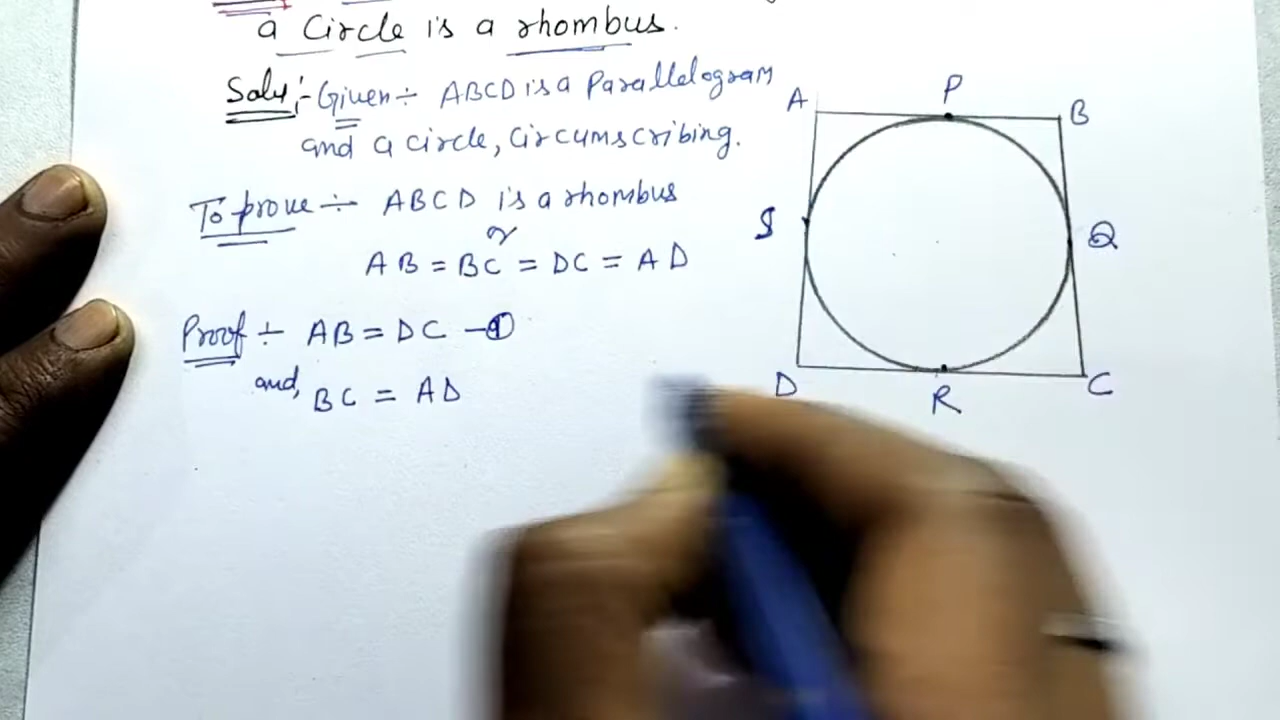 a Circle is a rhombus.
Soln :- Given ÷ ABCD is a Parallelogram
and a circle, circumscribing.
To prove ÷ ABCD is a rhombus
or
AB = BC = DC = AD
Proof ÷ AB = DC —①
and, BC = AD
A P B
S Q
D R C